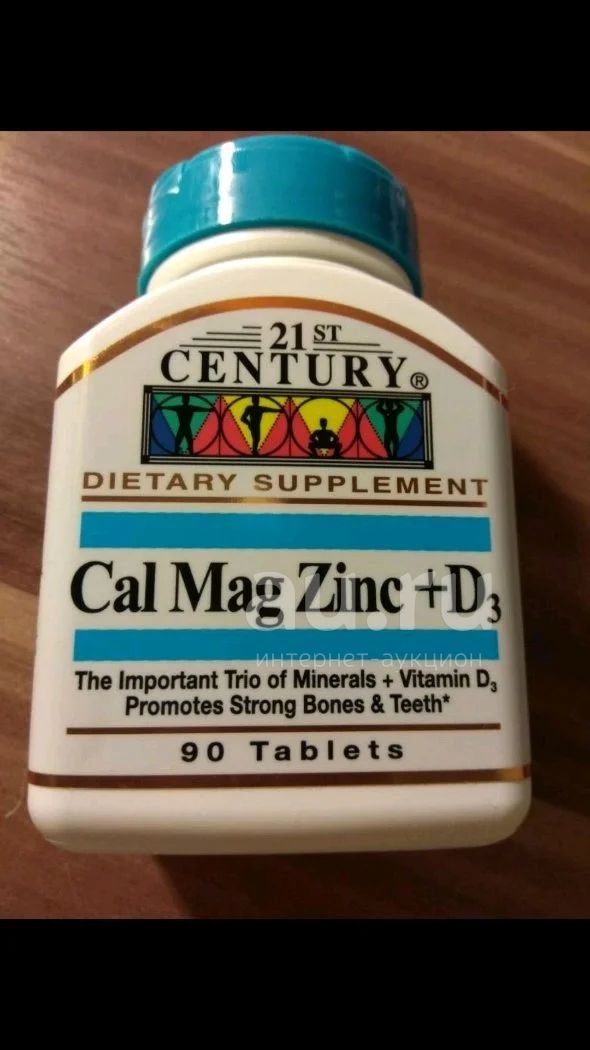 21ST
CENTURY®
DIETARY SUPPLEMENT
Cal Mag Zinc +D3
au.ru
интернет-аукцион
The Important Trio of Minerals + Vitamin D3
Promotes Strong Bones & Teeth*
90 Tablets